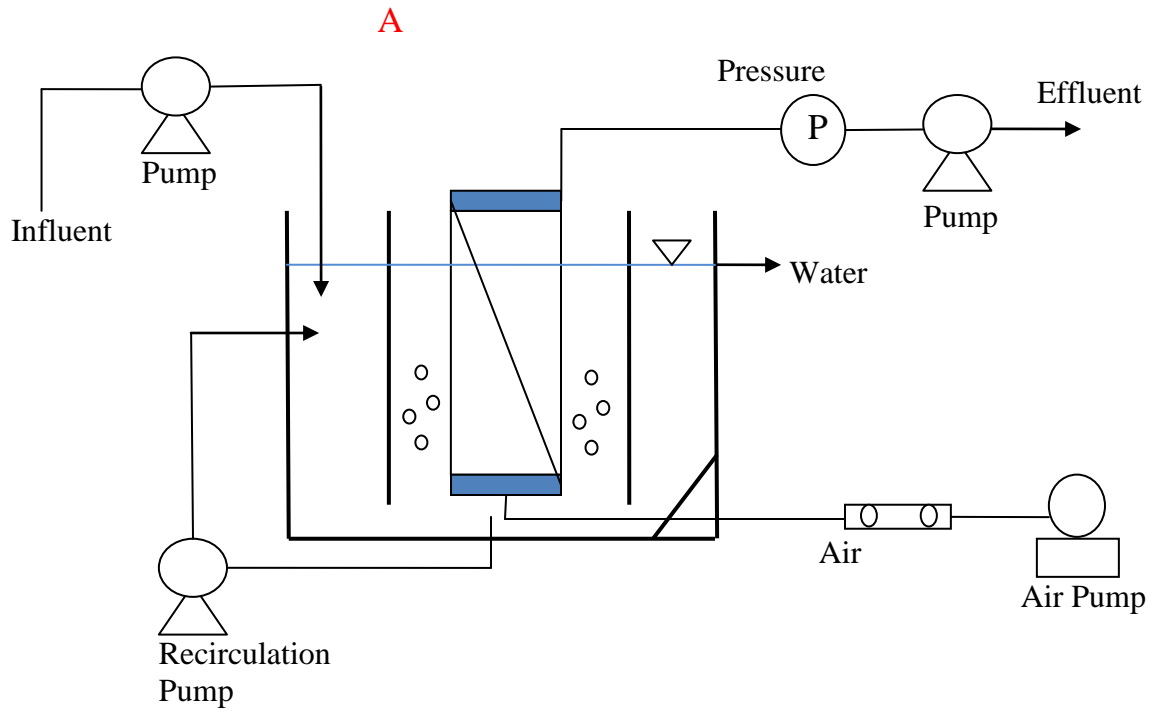 A
Pressure
Effluent
P
Pump
Pump
Influent
Water
Air
Air Pump
Recirculation
Pump